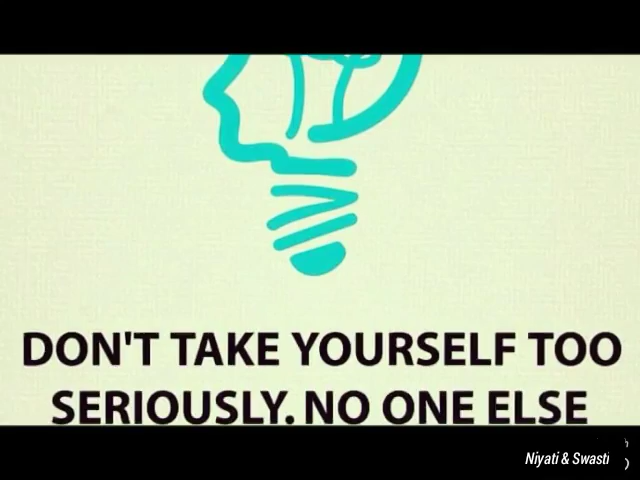 DON'T TAKE YOURSELF TOO
SERIOUSLY. NO ONE ELSE
Niyati & Swasti